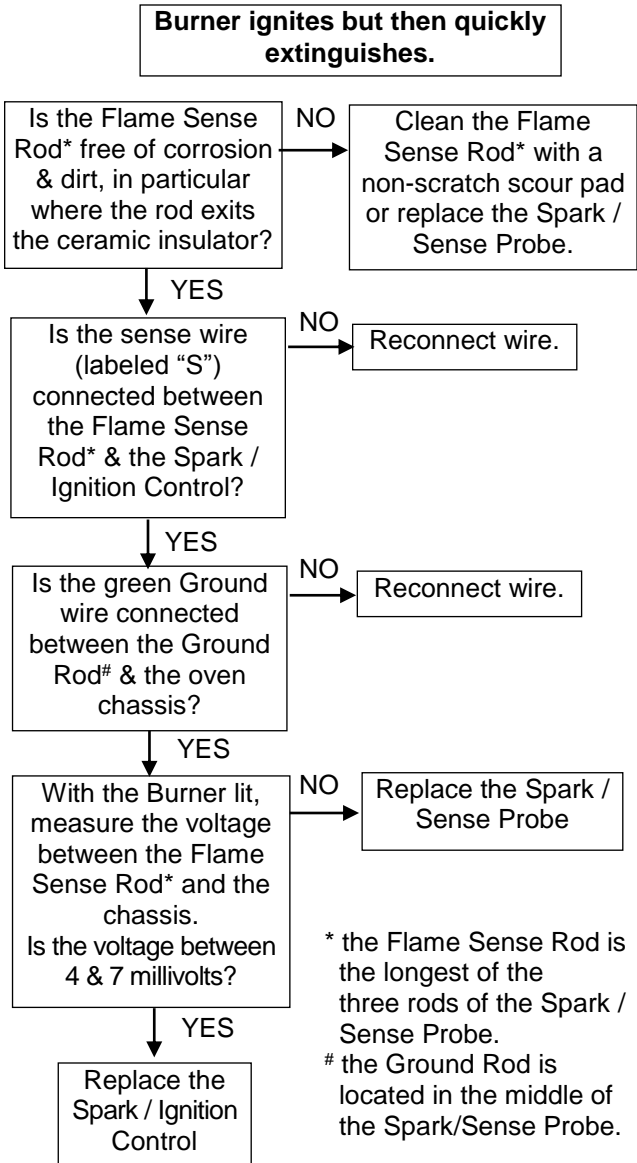 Burner ignites but then quickly
extinguishes.
Is the Flame Sense
Rod* free of corrosion
& dirt, in particular
where the rod exits
the ceramic insulator?
NO
Clean the Flame
Sense Rod* with a
non-scratch scour pad
or replace the Spark /
Sense Probe.
YES
Is the sense wire
(labeled “S”)
connected between
the Flame Sense
Rod* & the Spark /
Ignition Control?
NO
Reconnect wire.
YES
Is the green Ground
wire connected
between the Ground
Rod# & the oven
chassis?
NO
Reconnect wire.
YES
With the Burner lit,
measure the voltage
between the Flame
Sense Rod* and the
chassis.
Is the voltage between
4 & 7 millivolts?
NO
Replace the Spark /
Sense Probe
YES
Replace the
Spark / Ignition
Control
* the Flame Sense Rod is
the longest of the
three rods of the Spark /
Sense Probe.
# the Ground Rod is
located in the middle of
the Spark/Sense Probe.